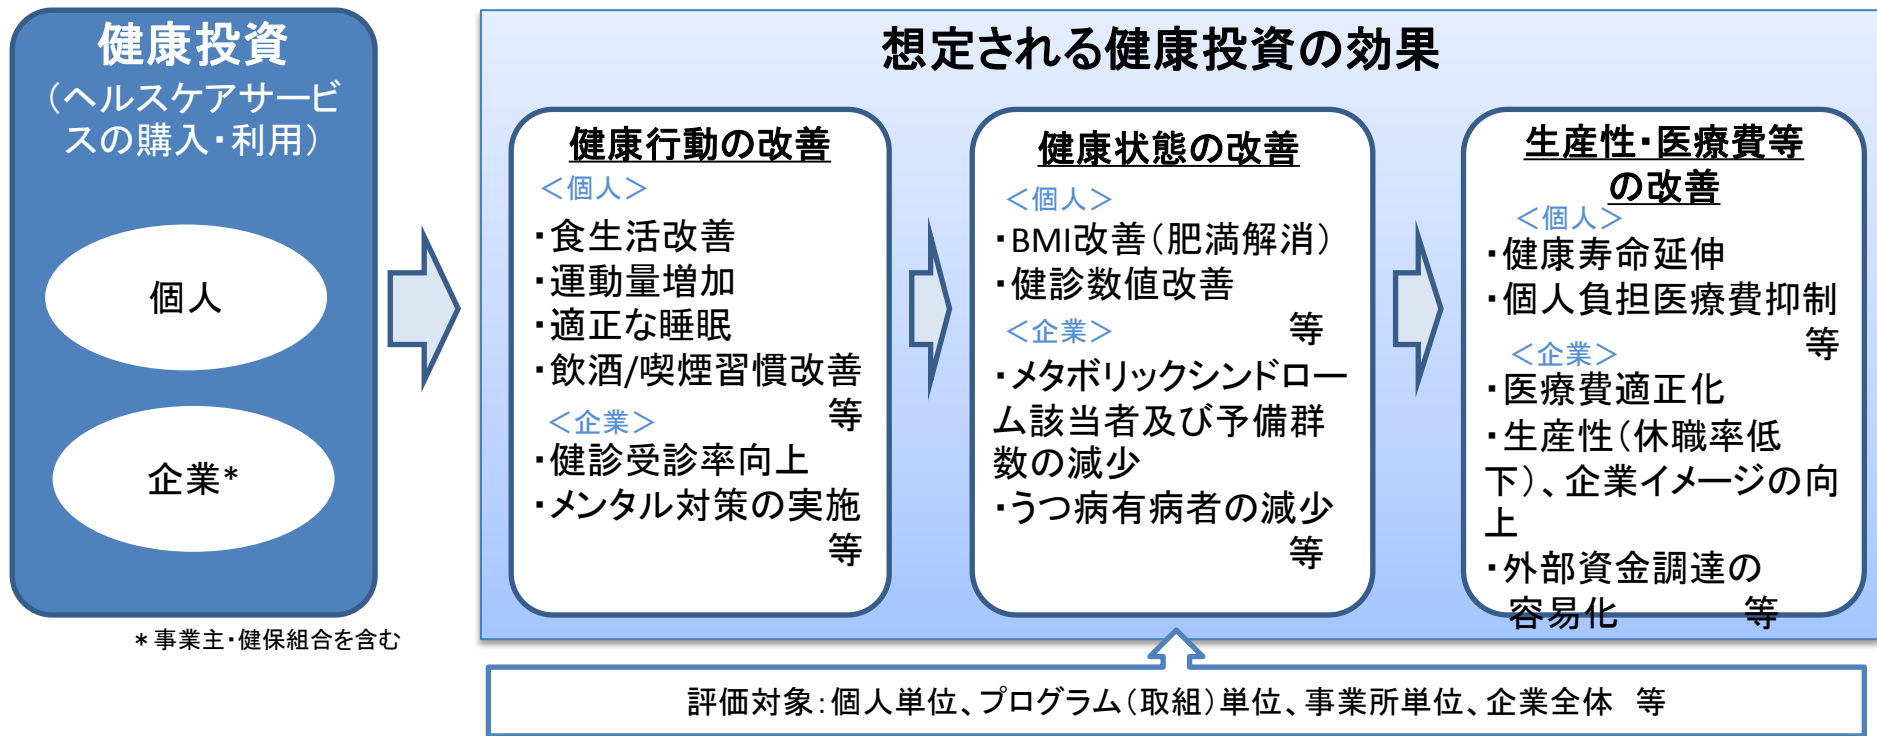 健康投資
（ヘルスケアサービ
スの購入・利用）
個人
企業*
*事業主・健保組合を含む
想定される健康投資の効果
健康行動の改善
＜個人＞
・食生活改善
・運動量増加
・適正な睡眠
・飲酒/喫煙習慣改善
等
＜企業＞
・健診受診率向上
・メンタル対策の実施
等
健康状態の改善
＜個人＞
・BMI改善（肥満解消）
・健診数値改善
等
＜企業＞
・メタボリックシンドロー
ム該当者及び予備群
数の減少
・うつ病有病者の減少
等
生産性・医療費等
の改善
＜個人＞
・健康寿命延伸
・個人負担医療費抑制
等
＜企業＞
・医療費適正化
・生産性（休職率低
下）、企業イメージの向
上
・外部資金調達の
容易化　等
評価対象：個人単位、プログラム（取組）単位、事業所単位、企業全体　等